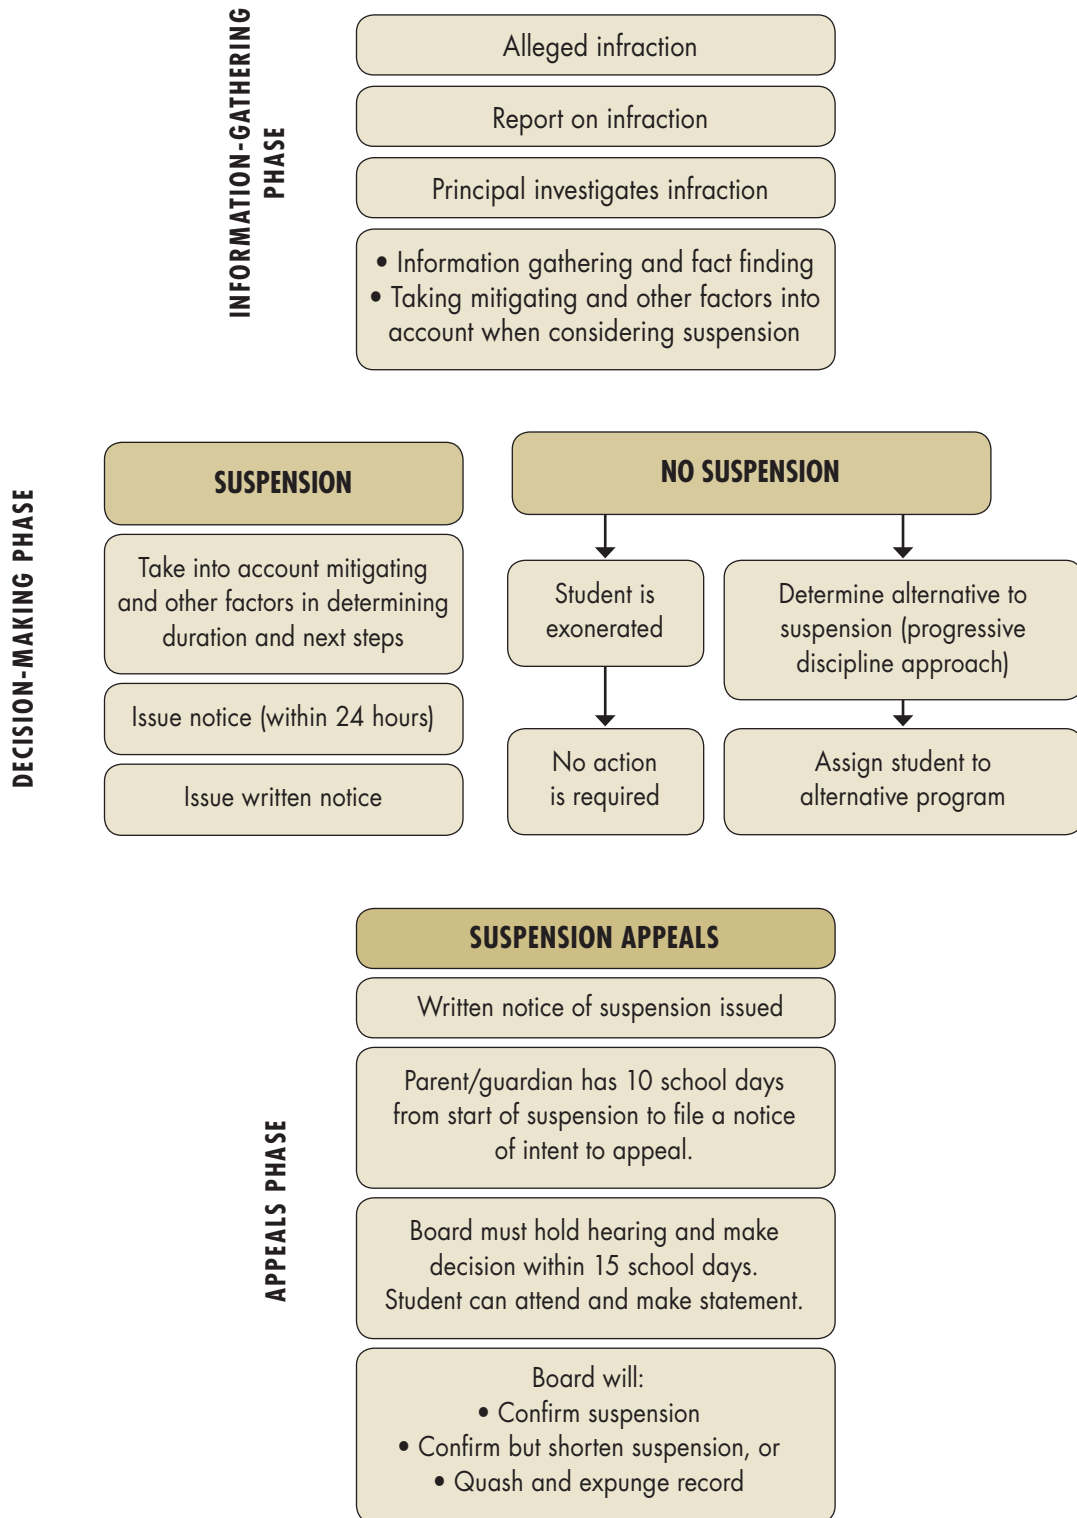 INFORMATION-GATHERING
PHASE
Alleged infraction
Report on infraction
Principal investigates infraction
• Information gathering and fact finding
• Taking mitigating and other factors into
account when considering suspension
DECISION-MAKING PHASE
SUSPENSION
Take into account mitigating
and other factors in determining
duration and next steps
Issue notice (within 24 hours)
Issue written notice
NO SUSPENSION
Student is
exonerated
No action
is required
Determine alternative to
suspension (progressive
discipline approach)
Assign student to
alternative program
APPEALS PHASE
SUSPENSION APPEALS
Written notice of suspension issued
Parent/guardian has 10 school days
from start of suspension to file a notice
of intent to appeal.
Board must hold hearing and make
decision within 15 school days.
Student can attend and make statement.
Board will:
• Confirm suspension
• Confirm but shorten suspension, or
• Quash and expunge record